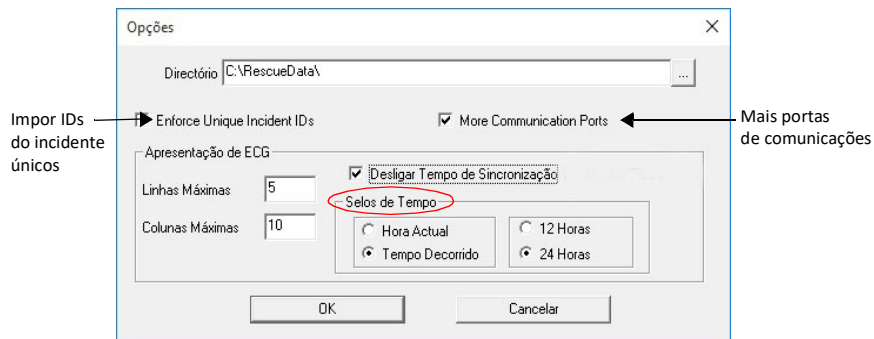 Opções
Directório C:\RescueData\ ...
Impor IDs
do incidente
únicos
Enforce Unique Incident IDs
More Communication Ports
Mais portas
de comunicações
Apresentação de ECG
Desligar Tempo de Sincronização
Linhas Máximas 5
Selos de Tempo
Colunas Máximas 10
Hora Actual
12 Horas
Tempo Decorrido
24 Horas
OK
Cancelar